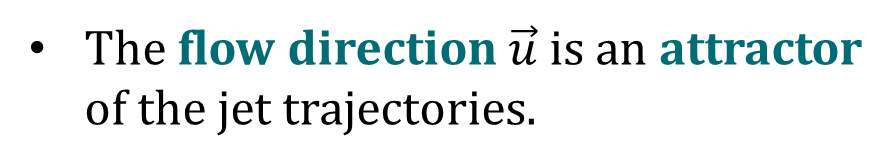 • The flow direction u⃗ is an attractor
of the jet trajectories.